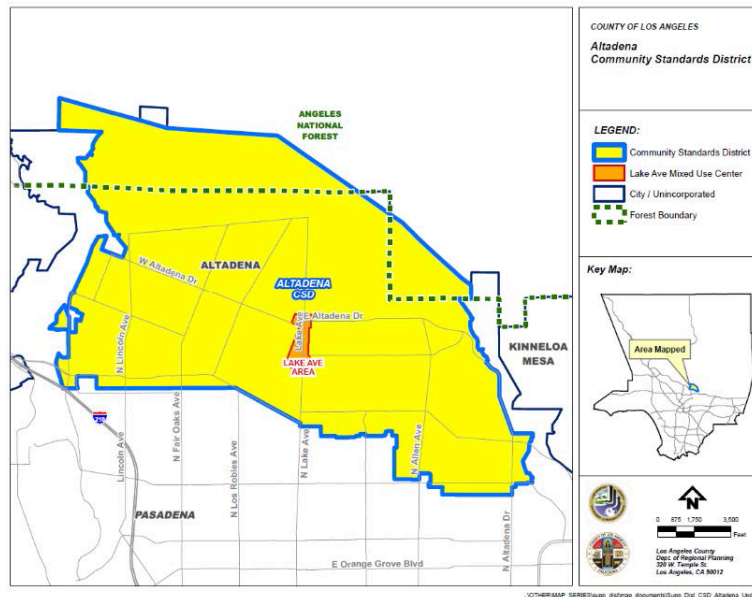 COUNTY OF LOS ANGELES
Altadena
Community Standards District
LEGEND:
Community Standards District
Lake Ave Mixed Use Center
City / Unincorporated
Forest Boundary
Key Map:
Area Mapped
N
0 875 1,750 3,500
Feet
Los Angeles County
Dept. of Regional Planning
320 W. Temple St.
Los Angeles, CA 90012
ANGELES
NATIONAL
FOREST
W Altadena Dr
ALTADENA
ALTADENA
CSD
Lake Ave
E Altadena Dr
LAKE AVE
AREA
KINNELOA
MESA
N Lincoln Ave
210
Lincoln Ave
N Fair Oaks Ave
N Los Robles Ave
N Lake Ave
N Allen Ave
N Altadena Dr
PASADENA
E Orange Grove Blvd